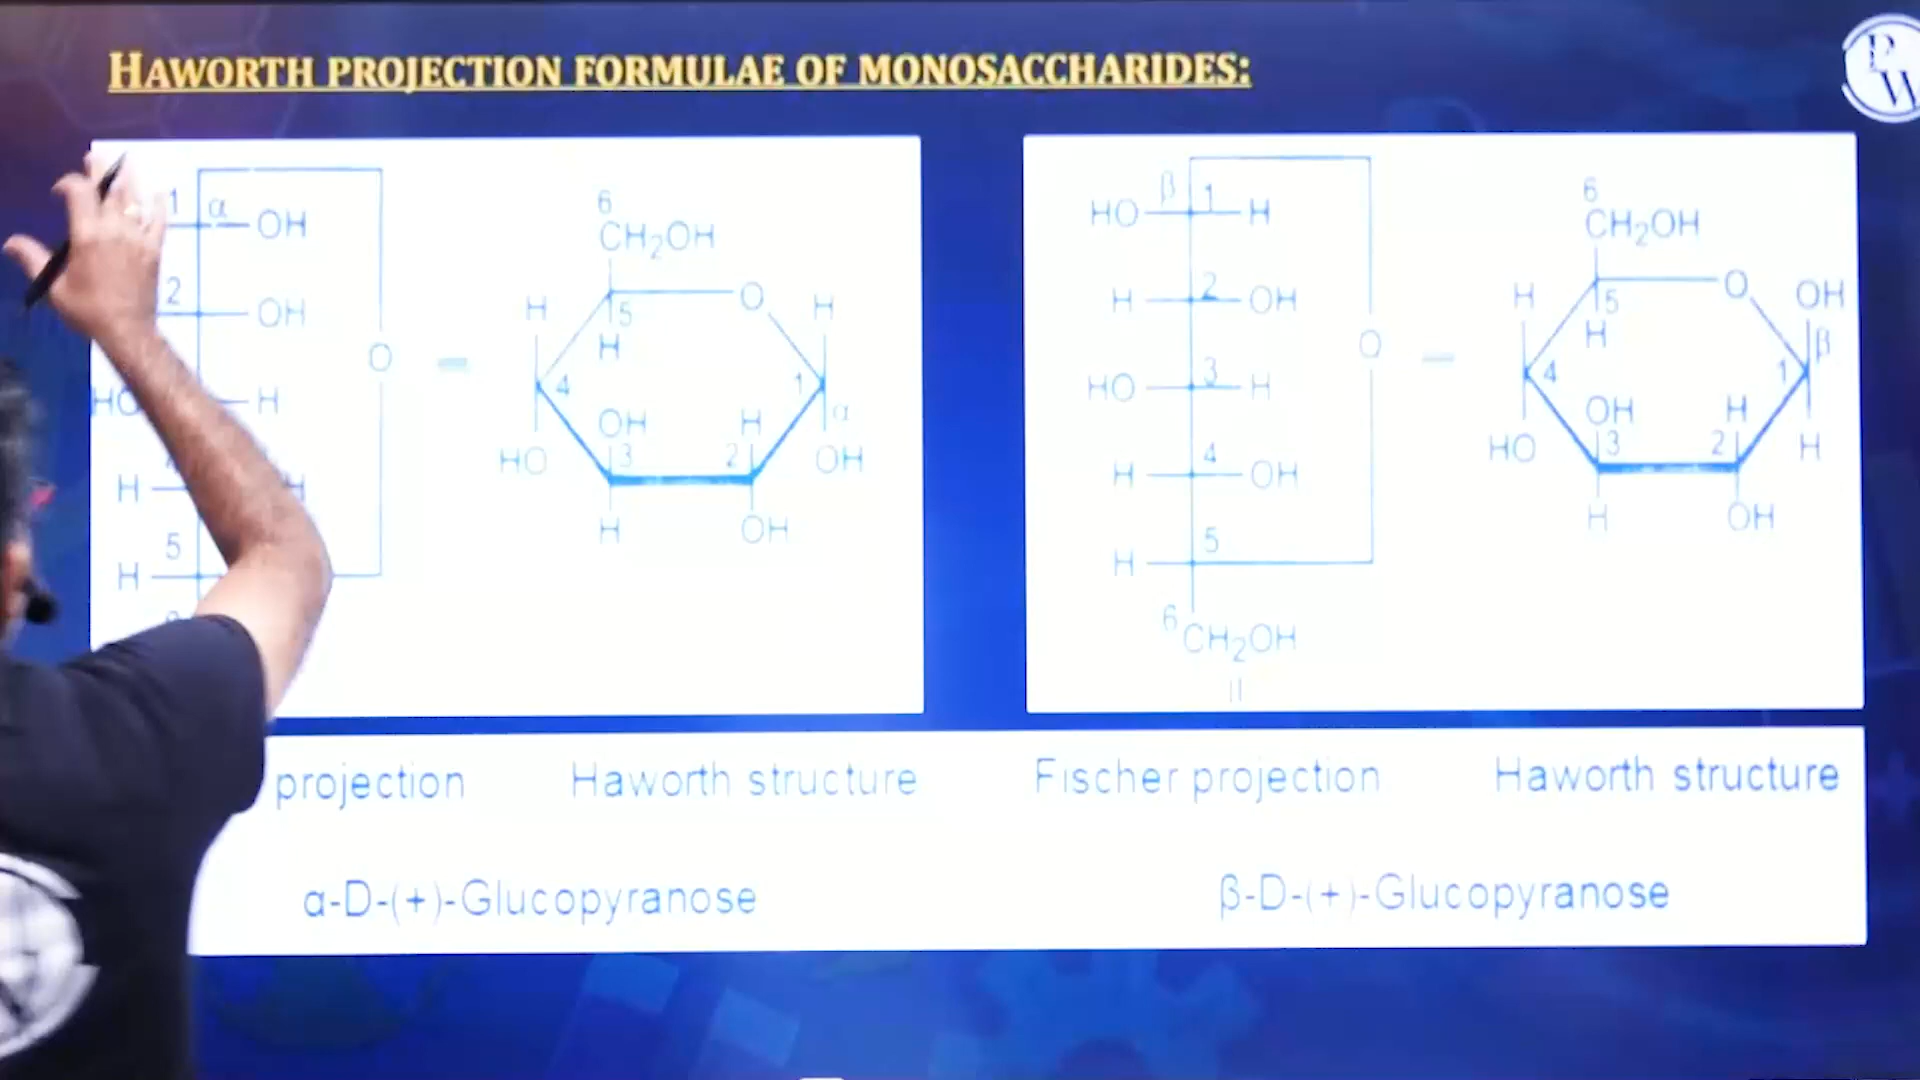 HAWORTH PROJECTION FORMULAE OF MONOSACCHARIDES:
PW
1 α OH
2 OH
HO H
H H
5
H
O
=
6
CH2OH
H 5 O H
H
4 1
OH H α
HO 3 2 OH
H OH
β
HO 1 H
H 2 OH
HO 3 H
H 4 OH
5
H
O
6 CH2OH
||
=
6
CH2OH
H 5 O OH
H β
4 1
OH H
HO 3 2 H
H OH
projection Haworth structure
Fischer projection Haworth structure
α-D-(+)-Glucopyranose
β-D-(+)-Glucopyranose